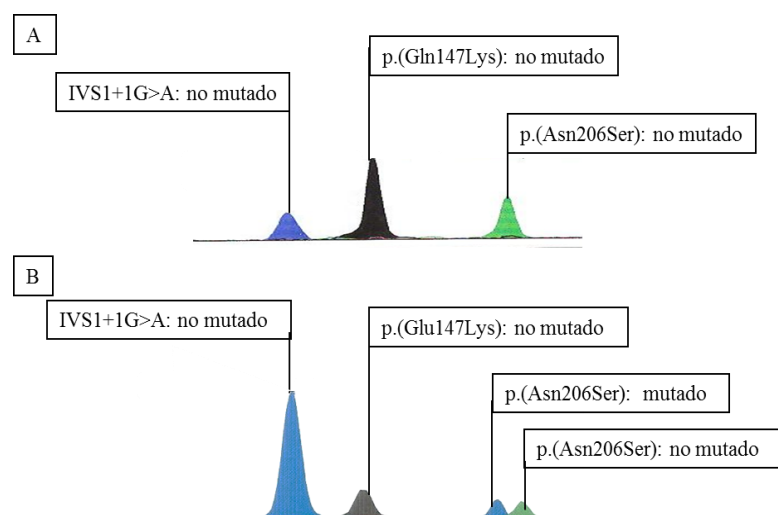 A
p.(Gln147Lys): no mutado
IVS1+1G>A: no mutado
p.(Asn206Ser): no mutado
B
IVS1+1G>A: no mutado
p.(Glu147Lys): no mutado
p.(Asn206Ser): mutado
p.(Asn206Ser): no mutado